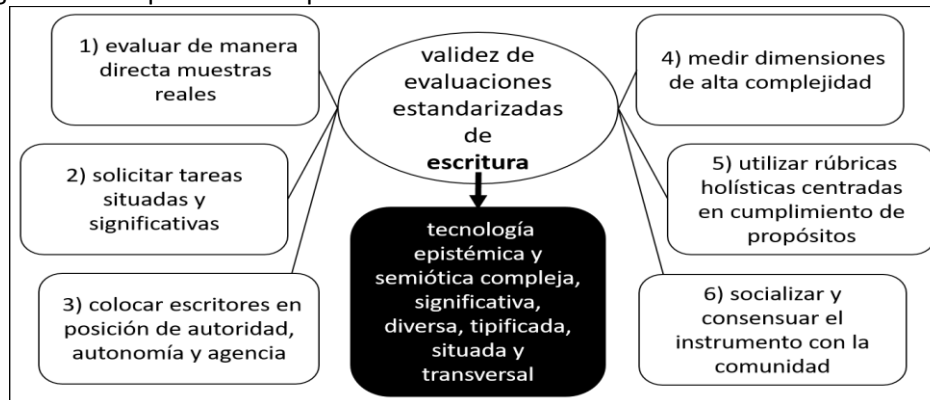 1) evaluar de manera
directa muestras
reales
2) solicitar tareas
situadas y
significativas
3) colocar escritores en
posición de autoridad,
autonomía y agencia
validez de
evaluaciones
estandarizadas
de
escritura
tecnología
epistémica y
semiótica compleja,
significativa,
diversa, tipificada,
situada y
transversal
4) medir dimensiones
de alta complejidad
5) utilizar rúbricas
holísticas centradas
en cumplimiento de
propósitos
6) socializar y
consensuar el
instrumento con la
comunidad